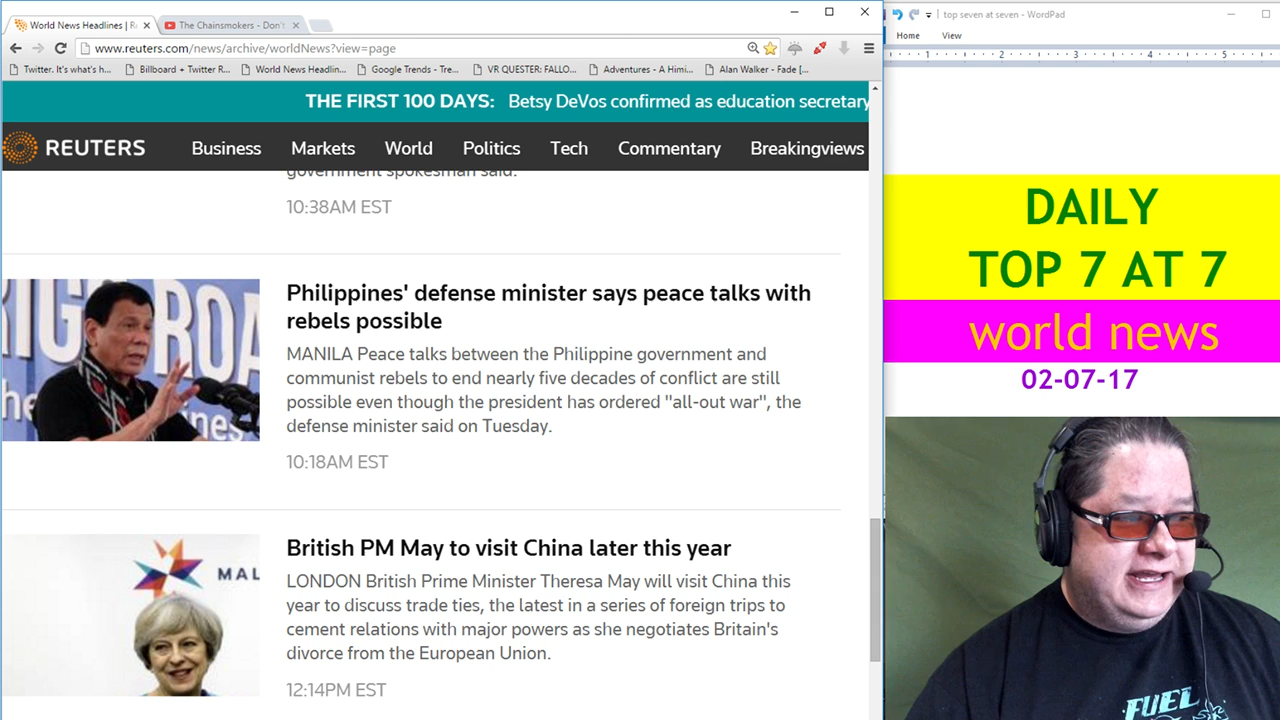 World News Headlines | R
The Chainsmokers - Don't
www.reuters.com/news/archive/worldNews?view=page
Twitter. It's what's h...
Billboard + Twitter R...
World News Headlin...
Google Trends - Tre...
VR QUESTER: FALLO...
Adventures - A Himi...
Alan Walker - Fade [...
THE FIRST 100 DAYS: Betsy DeVos confirmed as education secretary
REUTERS Business Markets World Politics Tech Commentary Breakingviews
government spokesman said.
10:38AM EST
Philippines' defense minister says peace talks with
rebels possible
MANILA Peace talks between the Philippine government and
communist rebels to end nearly five decades of conflict are still
possible even though the president has ordered "all-out war", the
defense minister said on Tuesday.
10:18AM EST
MAL
British PM May to visit China later this year
LONDON British Prime Minister Theresa May will visit China this
year to discuss trade ties, the latest in a series of foreign trips to
cement relations with major powers as she negotiates Britain's
divorce from the European Union.
12:14PM EST
top seven at seven - WordPad
Home View
1 2 3 4 5
DAILY
TOP 7 AT 7
world news
02-07-17
FUEL